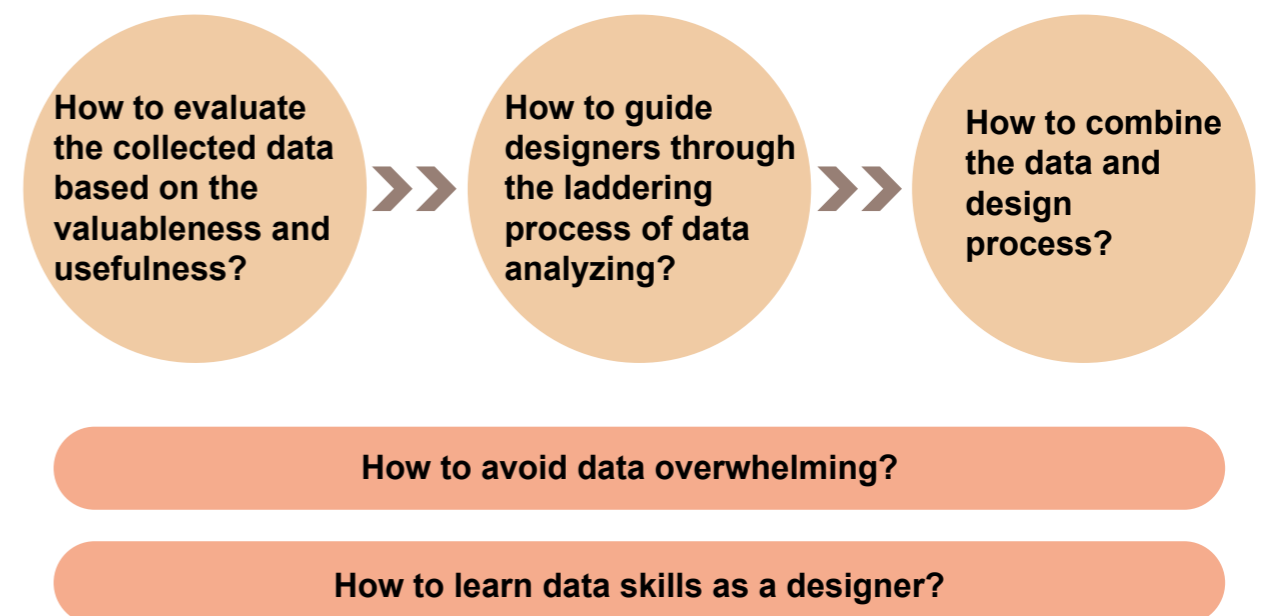 How to evaluate
the collected data
based on the
valuableness and
usefulness?
How to guide
designers through
the laddering
process of data
analyzing?
How to combine
the data and
design
process?
How to avoid data overwhelming?
How to learn data skills as a designer?